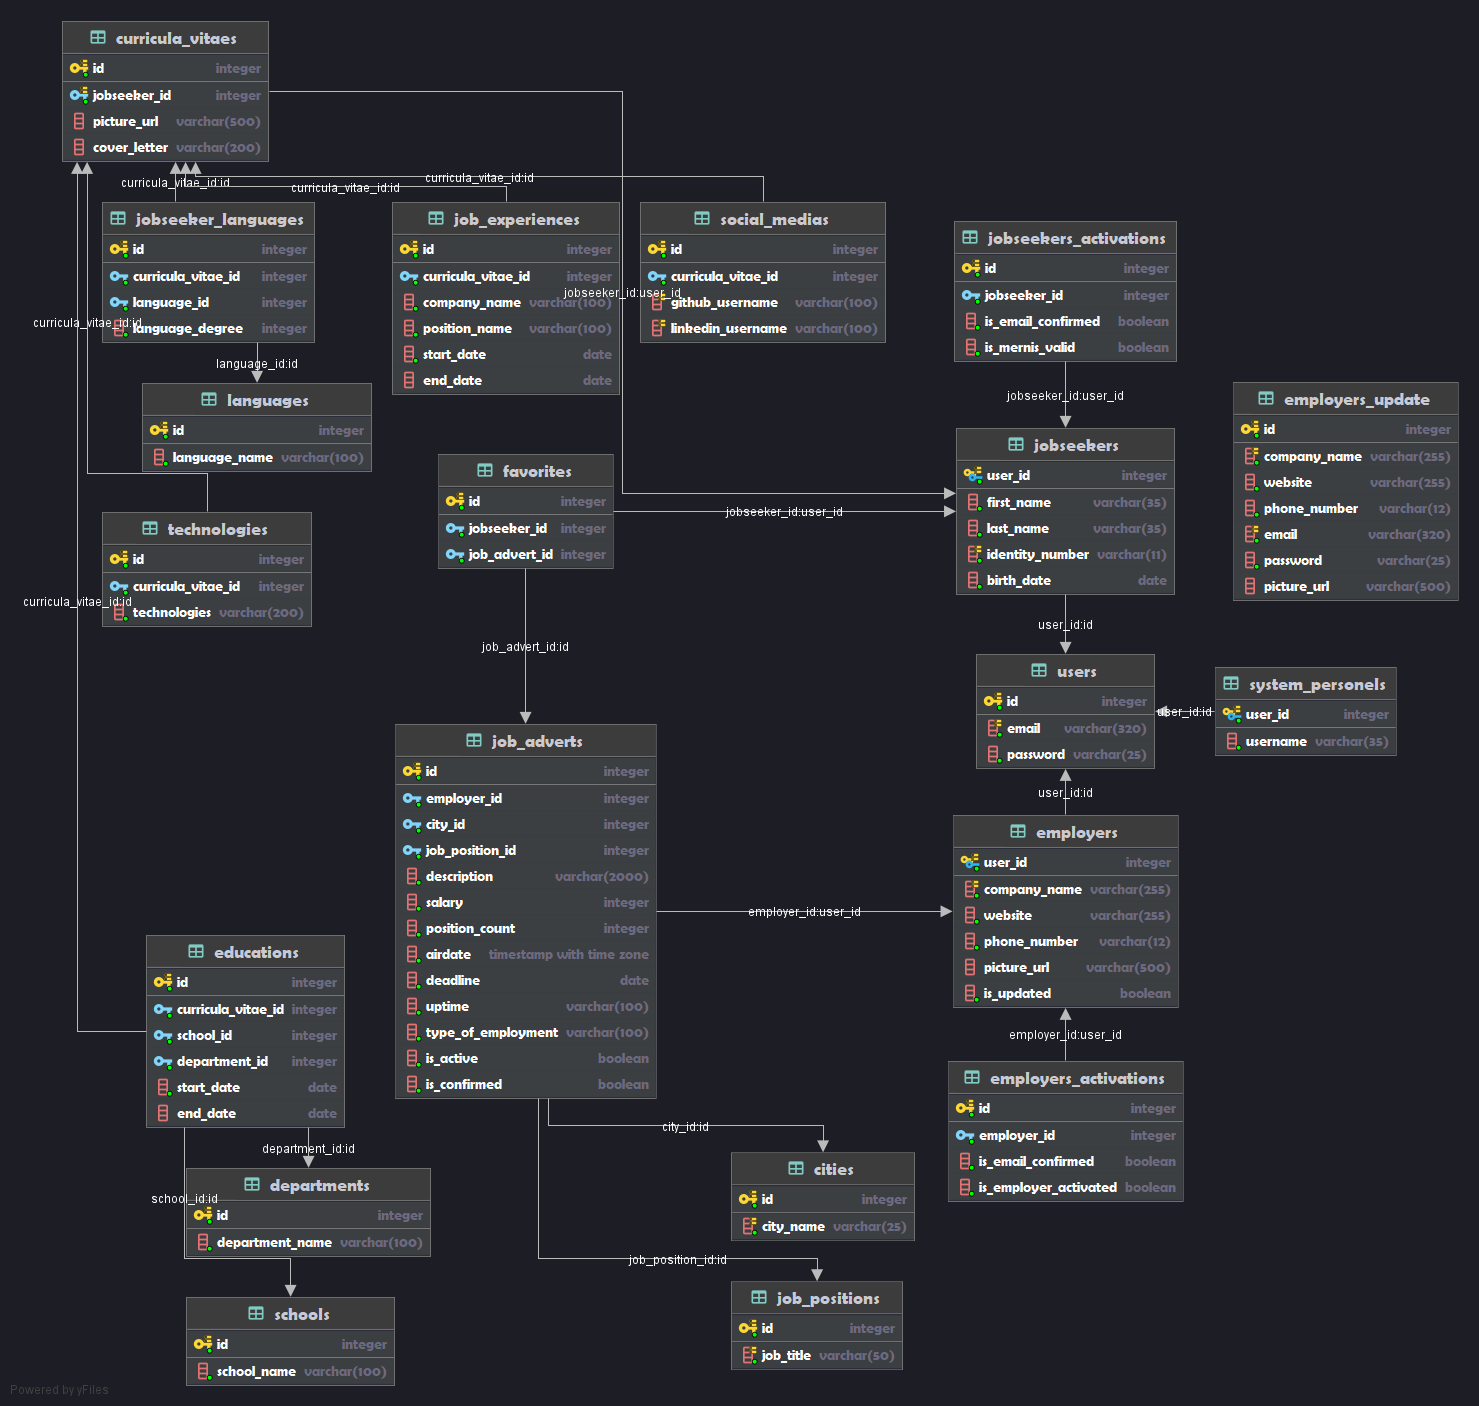 curricula_vitaes
id integer
jobseeker_id integer
picture_url varchar(500)
cover_letter varchar(200)
curricula_vitae_id:id
curricula_vitae_id:id
curricula_vitae_id:id
jobseeker_languages
id integer
curricula_vitae_id integer
language_id integer
language_degree integer
curricula_vitae_id:id
language_id:id
job_experiences
id integer
curricula_vitae_id integer
company_name varchar(100)
position_name varchar(100)
start_date date
end_date date
jobseeker_id:user_id
social_medias
id integer
curricula_vitae_id integer
github_username varchar(100)
linkedin_username varchar(100)
jobseekers_activations
id integer
jobseeker_id integer
is_email_confirmed boolean
is_mernis_valid boolean
jobseeker_id:user_id
languages
id integer
language_name varchar(100)
employers_update
id integer
company_name varchar(255)
website varchar(255)
phone_number varchar(12)
email varchar(320)
password varchar(25)
picture_url varchar(500)
jobseekers
user_id integer
first_name varchar(35)
last_name varchar(35)
identity_number varchar(11)
birth_date date
favorites
id integer
jobseeker_id integer
job_advert_id integer
jobseeker_id:user_id
technologies
id integer
curricula_vitae_id integer
technologies varchar(200)
curricula_vitae_id:id
user_id:id
job_advert_id:id
users
id integer
email varchar(320)
password varchar(25)
system_personels
user_id integer
username varchar(35)
user_id:id
user_id:id
job_adverts
id integer
employer_id integer
city_id integer
job_position_id integer
description varchar(2000)
salary integer
position_count integer
airdate timestamp with time zone
deadline date
uptime varchar(100)
type_of_employment varchar(100)
is_active boolean
is_confirmed boolean
employer_id:user_id
employers
user_id integer
company_name varchar(255)
website varchar(255)
phone_number varchar(12)
picture_url varchar(500)
is_updated boolean
employer_id:user_id
educations
id integer
curricula_vitae_id integer
school_id integer
department_id integer
start_date date
end_date date
department_id:id
school_id:id
employers_activations
id integer
employer_id integer
is_email_confirmed boolean
is_employer_activated boolean
city_id:id
cities
id integer
city_name varchar(25)
departments
id integer
department_name varchar(100)
job_position_id:id
job_positions
id integer
job_title varchar(50)
schools
id integer
school_name varchar(100)
Powered by yFiles